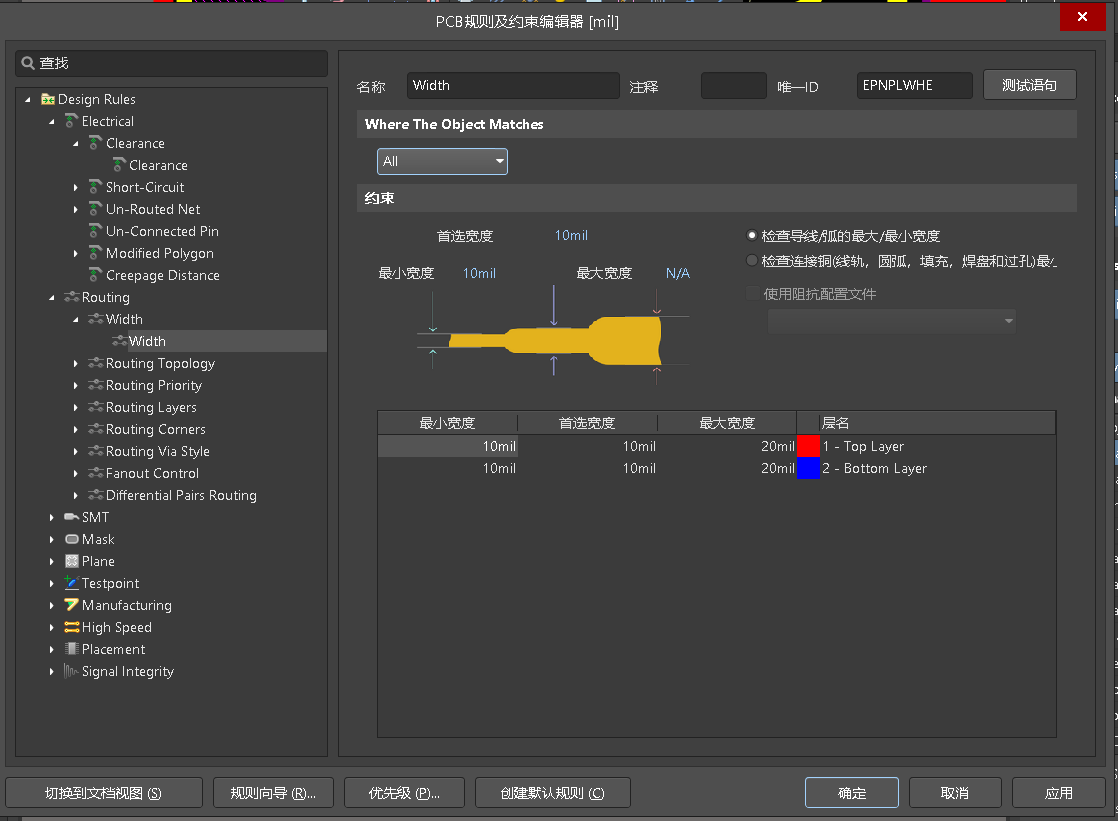 PCB规则及约束编辑器 [mil]
查找
Design Rules
Electrical
Clearance
Clearance
Short-Circuit
Un-Routed Net
Un-Connected Pin
Modified Polygon
Creepage Distance
Routing
Width
Width
Routing Topology
Routing Priority
Routing Layers
Routing Corners
Routing Via Style
Fanout Control
Differential Pairs Routing
SMT
Mask
Plane
Testpoint
Manufacturing
High Speed
Placement
Signal Integrity
名称 Width 注释 唯一ID EPNPLWHE 测试语句
Where The Object Matches
All
约束
首选宽度 10mil
最小宽度 10mil 最大宽度 N/A
检查导线/弧的最大/最小宽度
检查连接铜(线轨，圆弧，填充，焊盘和过孔)最
使用阻抗配置文件
最小宽度 首选宽度 最大宽度 层名
10mil 10mil 20mil 1 - Top Layer
10mil 10mil 20mil 2 - Bottom Layer
切换到文档视图 (S) 规则向导 (R)... 优先级 (P)... 创建默认规则 (C) 确定 取消 应用